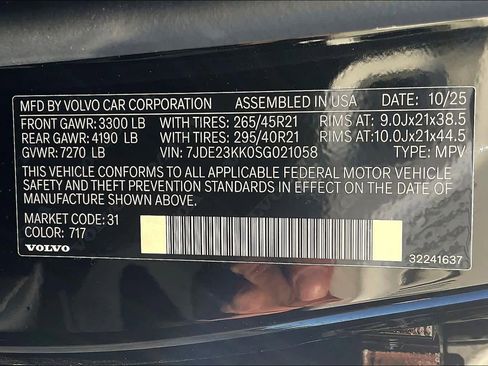 MFD BY VOLVO CAR CORPORATION ASSEMBLED IN USA DATE: 10/25
FRONT GAWR: 3300 LB WITH TIRES: 265/45R21 RIMS AT: 9.0Jx21x38.5
REAR GAWR: 4190 LB WITH TIRES: 295/40R21 RIMS AT: 10.0Jx21x44.5
GVWR: 7270 LB VIN: 7JDE23KK0SG021058 TYPE: MPV
THIS VEHICLE CONFORMS TO ALL APPLICABLE FEDERAL MOTOR VEHICLE
SAFETY AND THEFT PREVENTION STANDARDS IN EFFECT ON THE DATE OF
MANUFACTURE SHOWN ABOVE.
MARKET CODE: 31
COLOR: 717
VOLVO 32241637